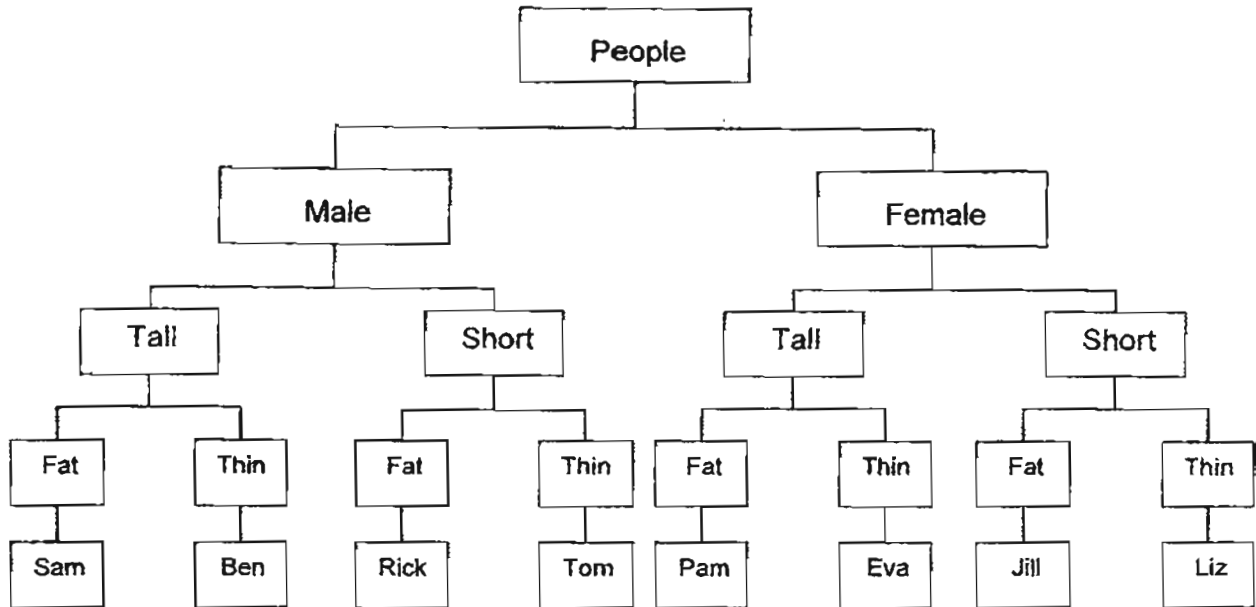 People
Male
Female
Tall
Short
Tall
Short
Fat
Thin
Fat
Thin
Fat
Thin
Fat
Thin
Sam
Ben
Rick
Tom
Pam
Eva
Jill
Liz